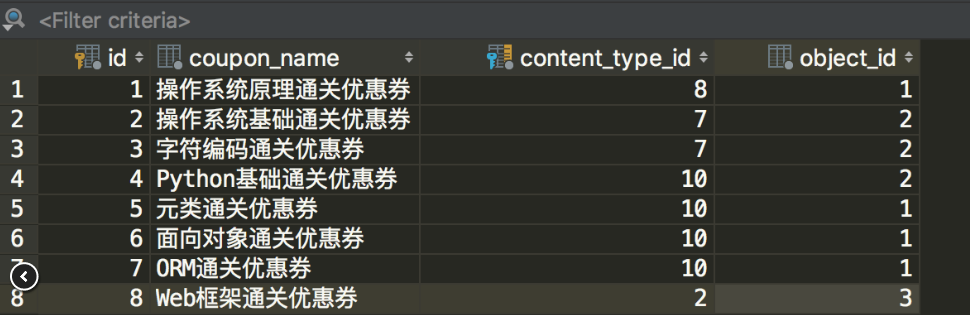 <Filter criteria>
id coupon_name content_type_id object_id
1 1 操作系统原理通关优惠券 8 1
2 2 操作系统基础通关优惠券 7 2
3 3 字符编码通关优惠券 7 2
4 4 Python基础通关优惠券 10 2
5 5 元类通关优惠券 10 1
6 6 面向对象通关优惠券 10 1
7 7 ORM通关优惠券 10 1
8 8 Web框架通关优惠券 2 3